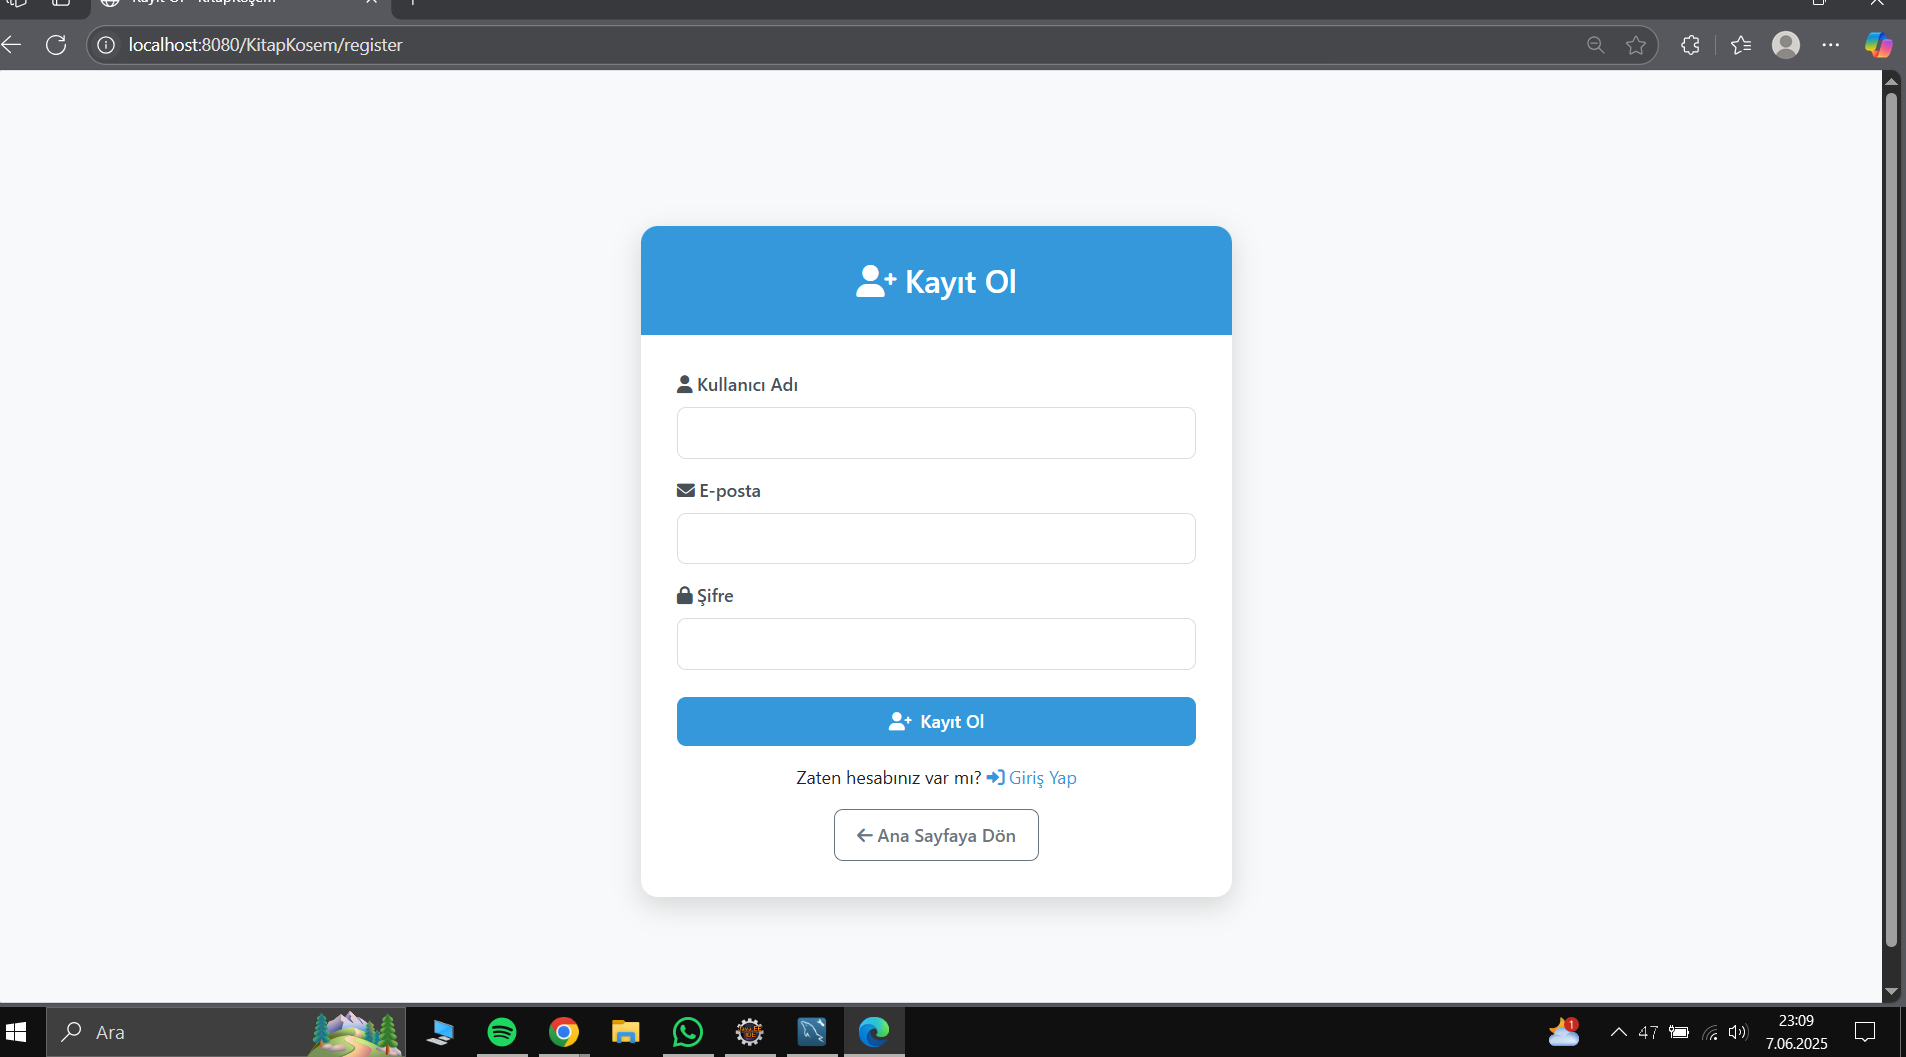 localhost:8080/KitapKosem/register
Kayıt Ol
Kullanıcı Adı
E-posta
Şifre
Kayıt Ol
Zaten hesabınız var mı? Giriş Yap
Ana Sayfaya Dön
Ara
1
47
23:09
7.06.2025